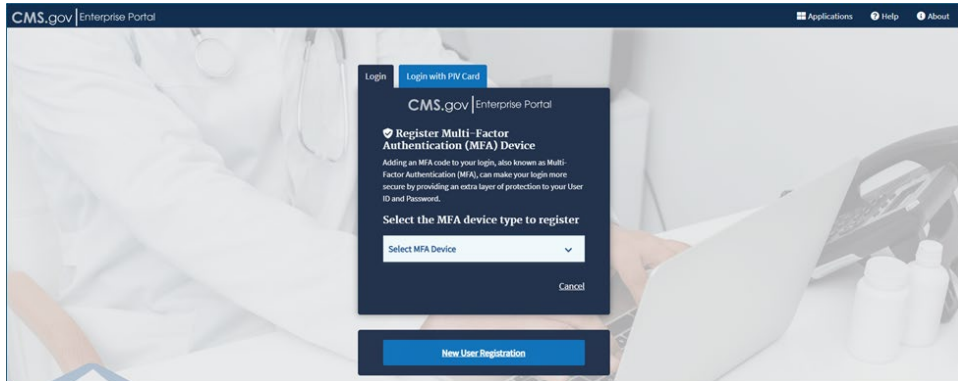 CMS.gov Enterprise Portal
Applications
Help
About
Login
Login with PIV Card
CMS.gov Enterprise Portal
Register Multi-Factor
Authentication (MFA) Device
Adding an MFA code to your login, also known as Multi-
Factor Authentication (MFA), can make your login more
secure by providing an extra layer of protection to your User
ID and Password.
Select the MFA device type to register
Select MFA Device
Cancel
New User Registration